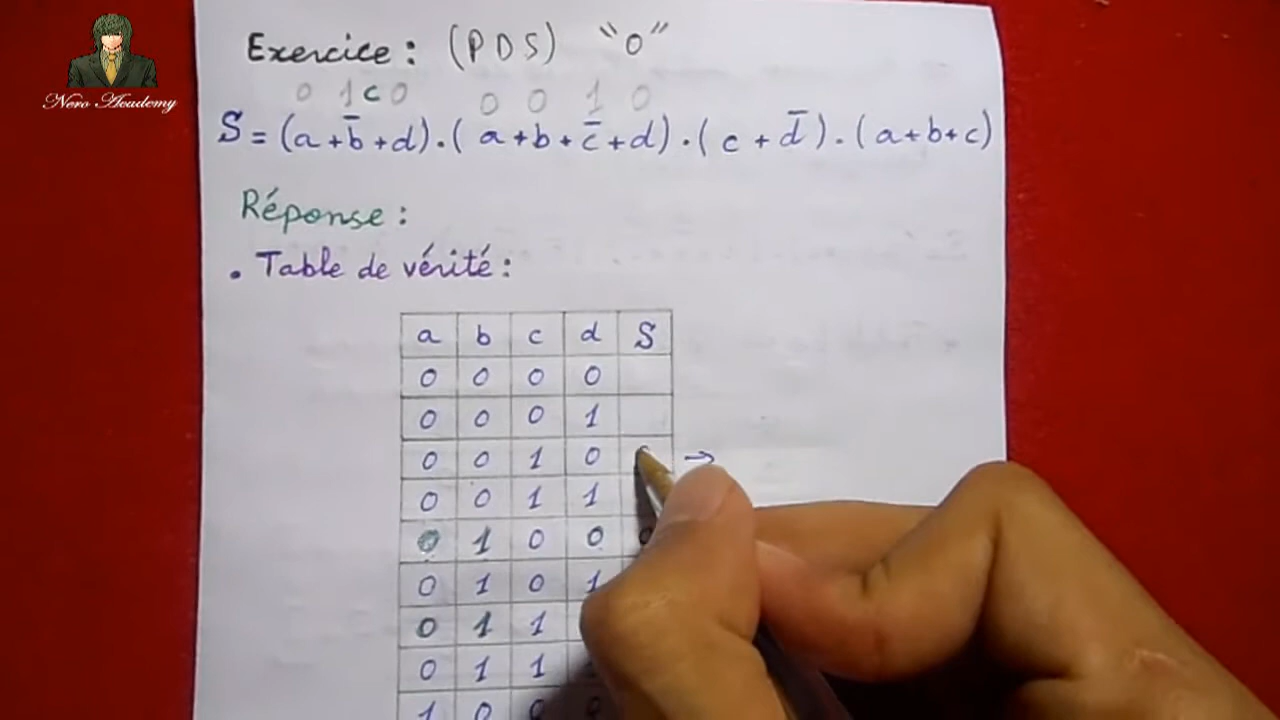 Nero Academy
Exercice : (P D S) "0"
0 1 c 0 0 0 1 0
S = (a + b̅ + d) . ( a + b + c̅ + d) . ( c + d̅ ) . ( a + b + c)
Réponse :
. Table de vérité :
a b c d S
0 0 0 0
0 0 0 1
0 0 1 0 →
0 0 1 1
0 1 0 0
0 1 0 1
0 1 1
0 1 1
1 0